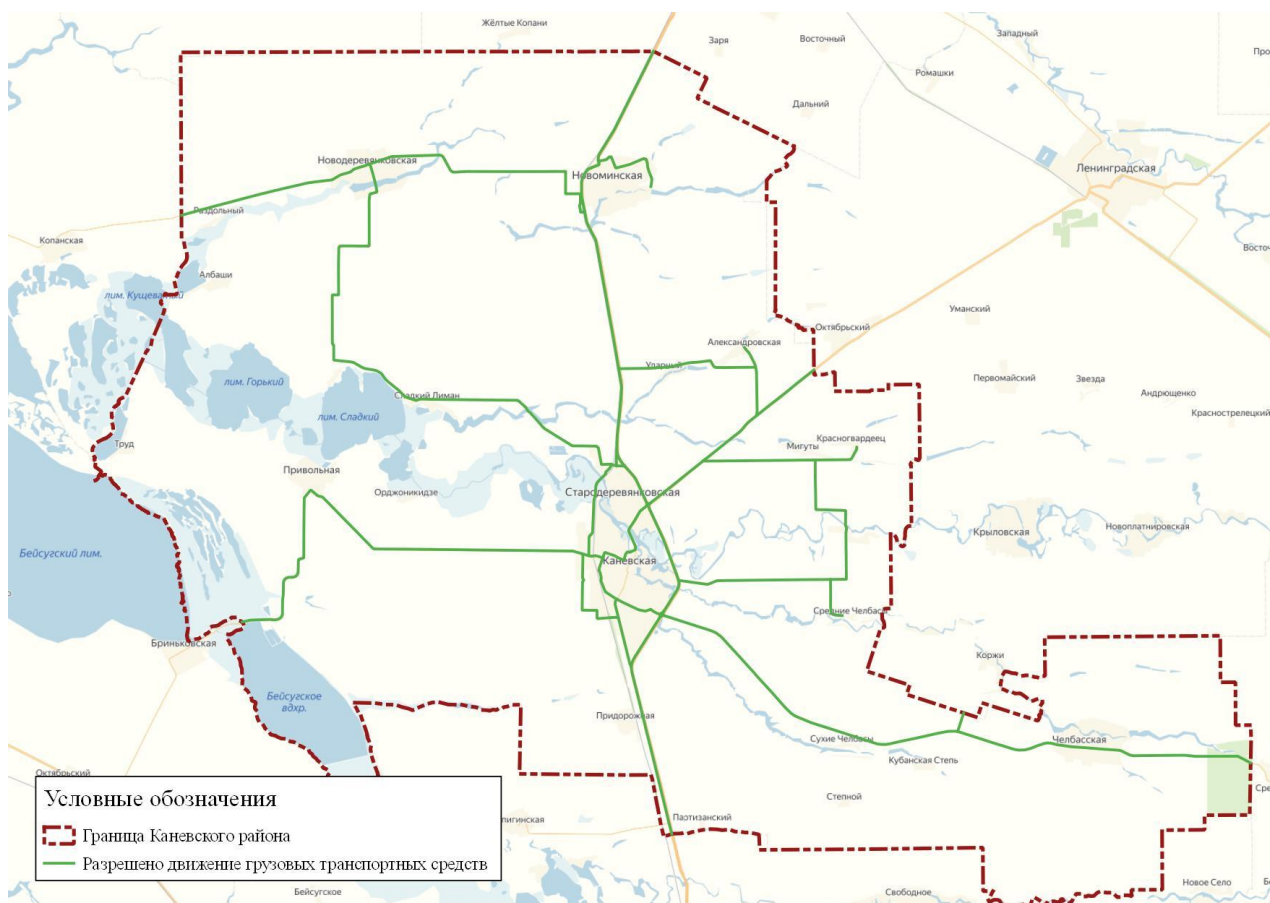 Жёлтые Копани
Заря
Восточный
Западный
Ромашки
Дальний
Новодеревянковская
Новоминская
Ленинградская
Раздольный
Копанская
Албаши
лим. Кущеватый
Октябрьский
Уманский
Александровская
Ударный
лим. Горький
Первомайский
Звезда
Андрющенко
Сладкий Лиман
лим. Сладкий
Краснострелецкий
Труд
Красногвардеец
Мигуты
Привольная
Орджоникидзе
Стародеревянковская
Крыловская
Новоплатнировская
Бейсугский лим.
Каневская
Средние Челбасы
Бриньковская
Коржи
Бейсугское
вдхр.
Придорожная
Сухие Челбасы
Челбасская
Кубанская Степь
Октябрьский
Степной
Партизанский
Свободное
Новое Село
Бейсугское
Условные обозначения
Граница Каневского района
Разрешено движение грузовых транспортных средств